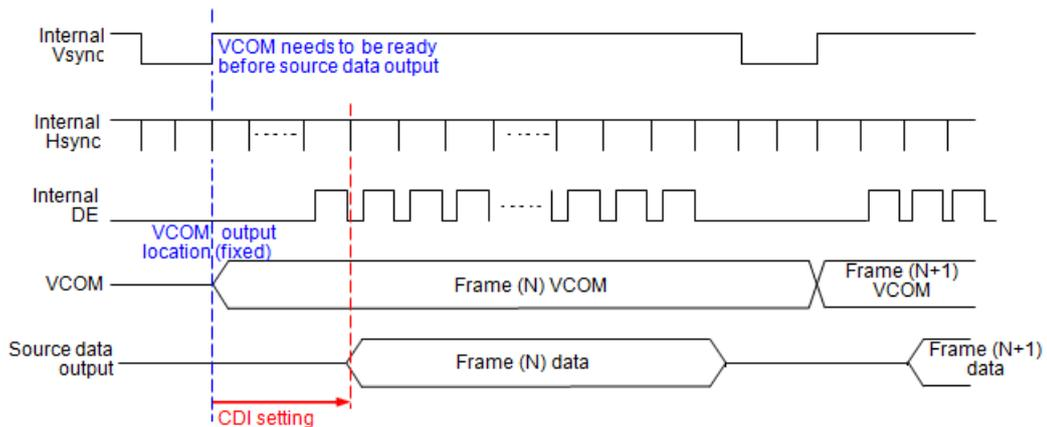 Internal
Vsync
VCOM needs to be ready
before source data output
Internal
Hsync
Internal
DE
VCOM output
location (fixed)
VCOM
Frame (N) VCOM
Frame (N+1)
VCOM
Source data
output
Frame (N) data
Frame (N+1)
data
CDI setting